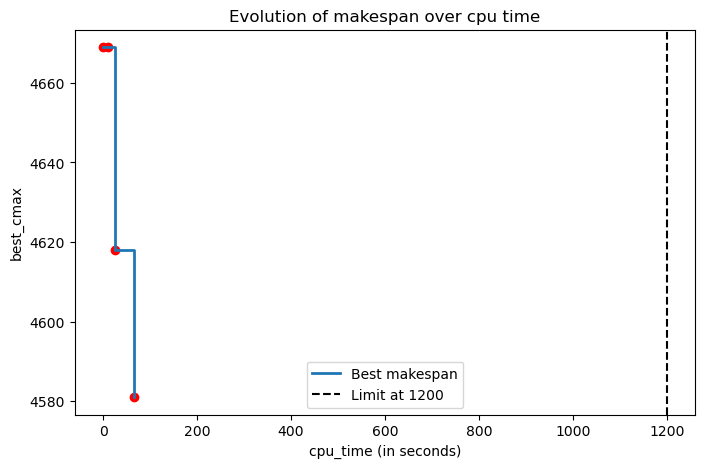 Evolution of makespan over cpu time
best_cmax
4660
4640
4620
4600
4580
Best makespan
Limit at 1200
0
200
400
600
800
1000
1200
cpu_time (in seconds)